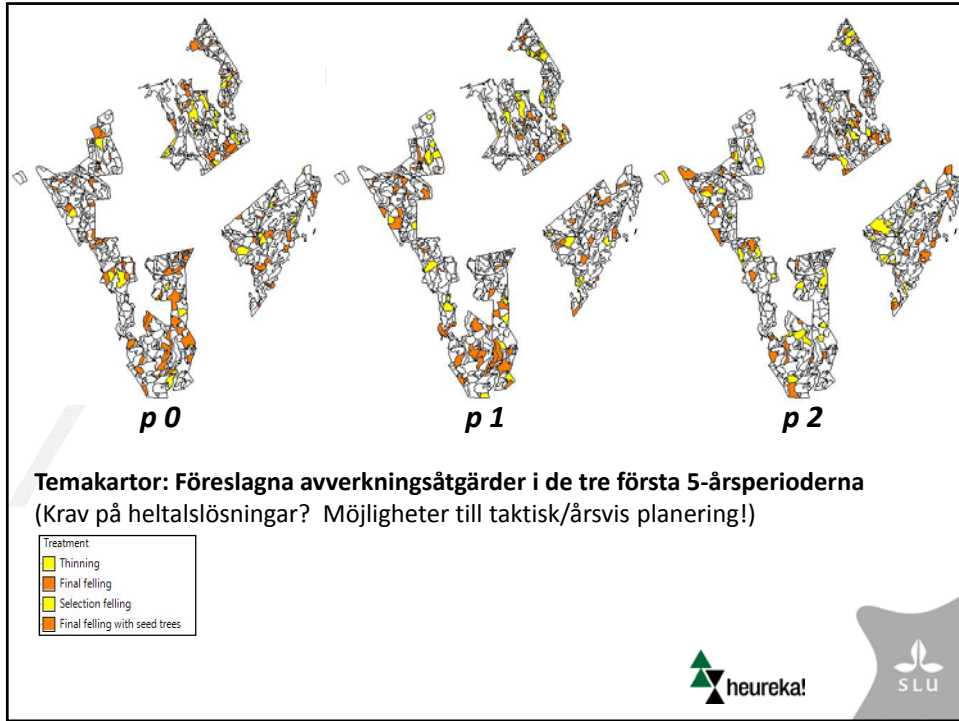 p 0
p 1
p 2
Temakartor: Föreslagna avverkningsåtgärder i de tre första 5-årsperioderna
(Krav på heltalslösningar?  Möjligheter till taktisk/årsvis planering!)
Treatment
Thinning
Final felling
Selection felling
Final felling with seed trees
heureka!
SLU